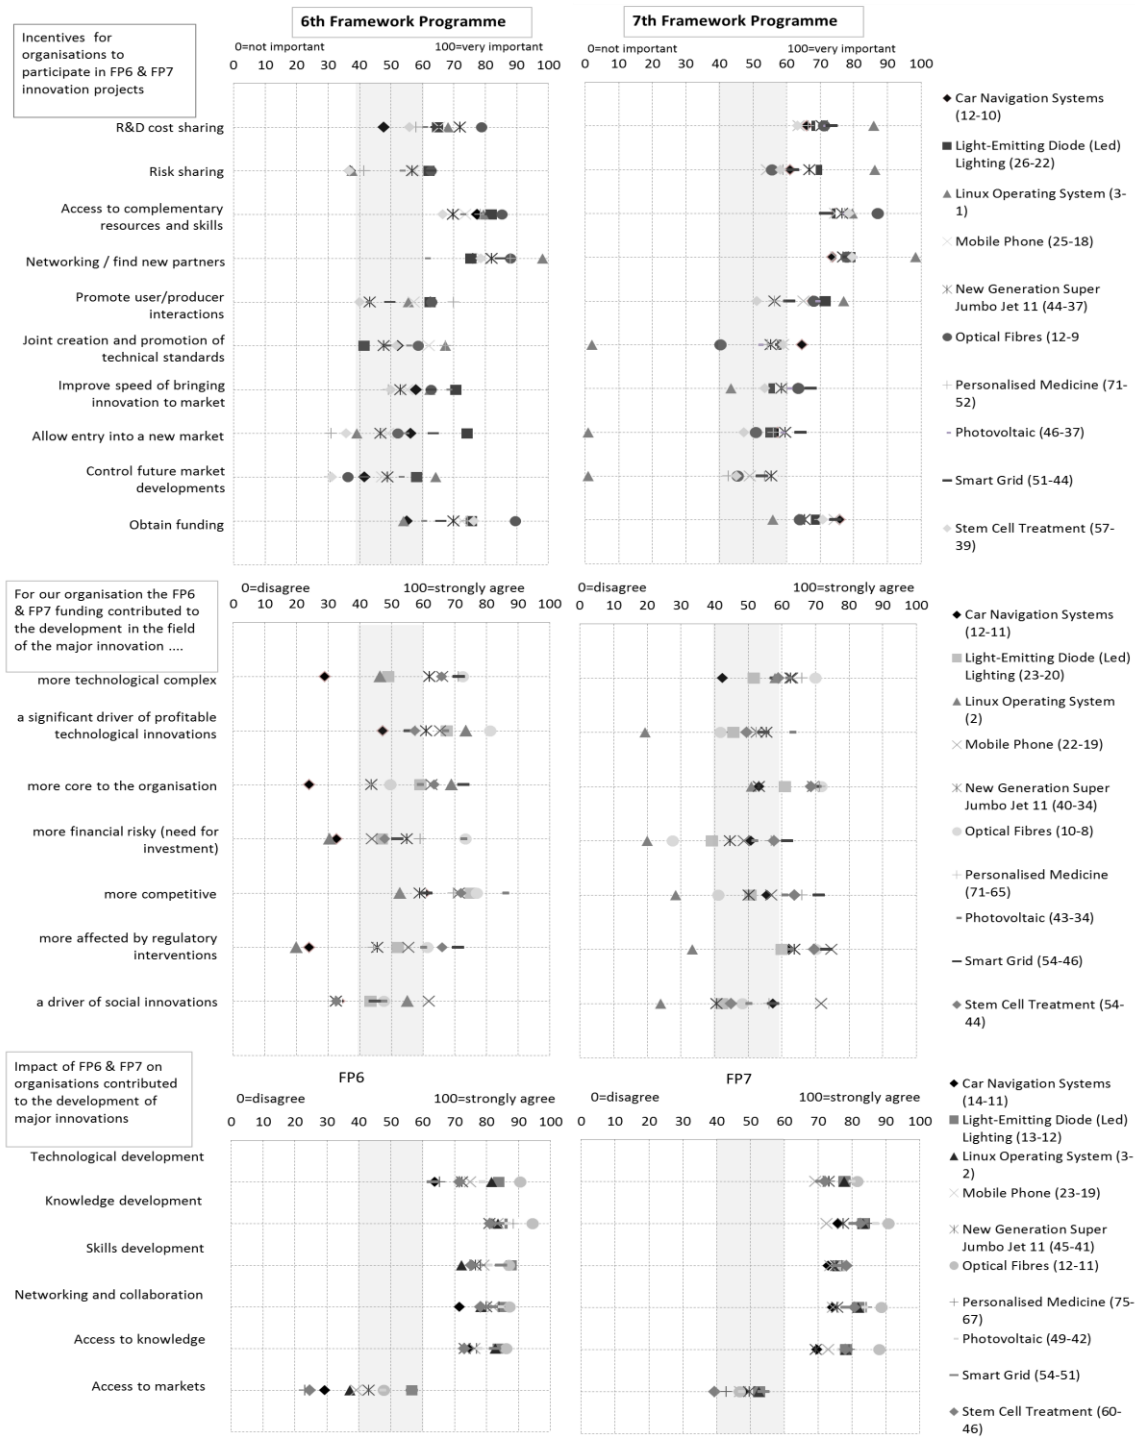 6th Framework Programme
7th Framework Programme
Incentives for
organisations to
participate in FP6 & FP7
innovation projects
0=not important 100=very important
0 10 20 30 40 50 60 70 80 90 100
0=not important 100=very important
0 10 20 30 40 50 60 70 80 90 100
R&D cost sharing
Risk sharing
Access to complementary
resources and skills
Networking / find new partners
Promote user/producer
interactions
Joint creation and promotion of
technical standards
Improve speed of bringing
innovation to market
Allow entry into a new market
Control future market
developments
Obtain funding
Car Navigation Systems
(12-10)
Light-Emitting Diode (Led)
Lighting (26-22)
Linux Operating System (3-
1)
Mobile Phone (25-18)
New Generation Super
Jumbo Jet 11 (44-37)
Optical Fibres (12-9
Personalised Medicine (71-
52)
Photovoltaic (46-37)
Smart Grid (51-44)
Stem Cell Treatment (57-
39)
For our organisation the FP6
& FP7 funding contributed to
the development in the field
of the major innovation ....
0=disagree 100=strongly agree
0 10 20 30 40 50 60 70 80 90 100
0=disagree 100=strongly agree
0 10 20 30 40 50 60 70 80 90 100
more technological complex
a significant driver of profitable
technological innovations
more core to the organisation
more financial risky (need for
investment)
more competitive
more affected by regulatory
interventions
a driver of social innovations
Car Navigation Systems
(12-11)
Light-Emitting Diode (Led)
Lighting (23-20)
Linux Operating System
(2)
Mobile Phone (22-19)
New Generation Super
Jumbo Jet 11 (40-34)
Optical Fibres (10-8)
Personalised Medicine
(71-65)
Photovoltaic (43-34)
Smart Grid (54-46)
Stem Cell Treatment (54-
44)
Impact of FP6 & FP7 on
organisations contributed
to the development of
major innovations
FP6
0=disagree 100=strongly agree
0 10 20 30 40 50 60 70 80 90 100
FP7
0=disagree 100=strongly agree
0 10 20 30 40 50 60 70 80 90 100
Technological development
Knowledge development
Skills development
Networking and collaboration
Access to knowledge
Access to markets
Car Navigation Systems
(14-11)
Light-Emitting Diode (Led)
Lighting (13-12)
Linux Operating System (3-
2)
Mobile Phone (23-19)
New Generation Super
Jumbo Jet 11 (45-41)
Optical Fibres (12-11)
Personalised Medicine (75-
67)
Photovoltaic (49-42)
Smart Grid (54-51)
Stem Cell Treatment (60-
46)